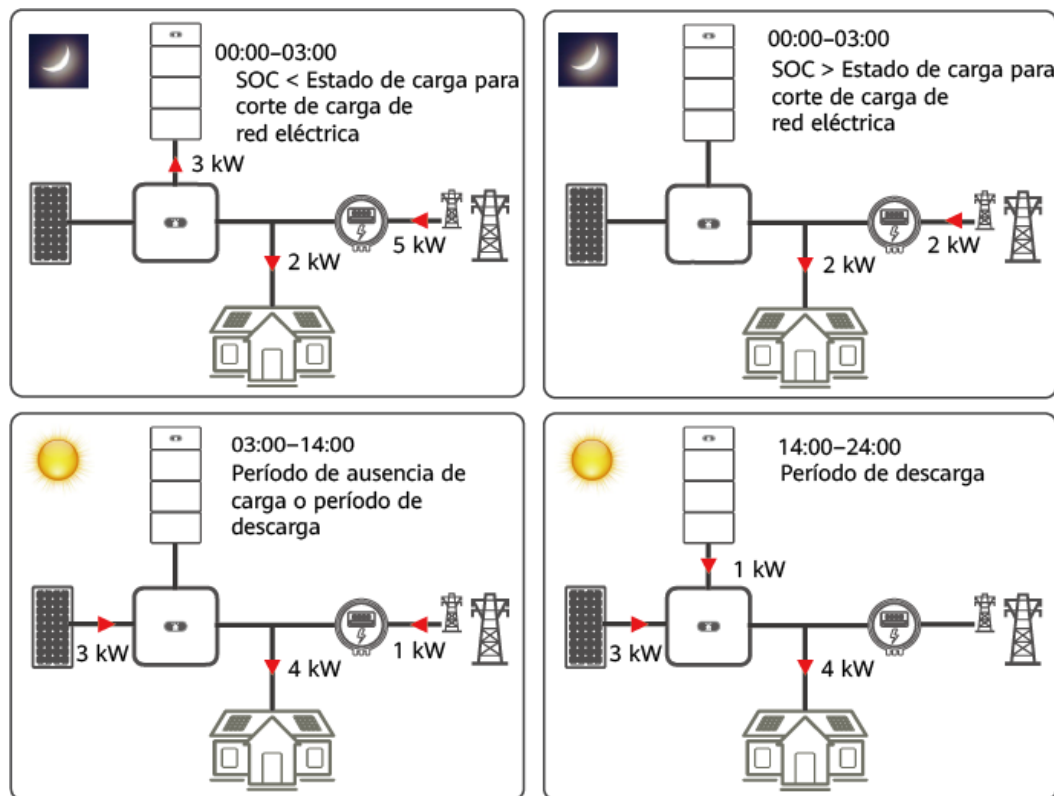 00:00–03:00
SOC < Estado de carga para
corte de carga de
red eléctrica
3 kW
5 kW
2 kW
00:00–03:00
SOC > Estado de carga para
corte de carga de
red eléctrica
2 kW
2 kW
03:00–14:00
Período de ausencia de
carga o período de
descarga
3 kW
1 kW
4 kW
14:00–24:00
Período de descarga
1 kW
3 kW
4 kW